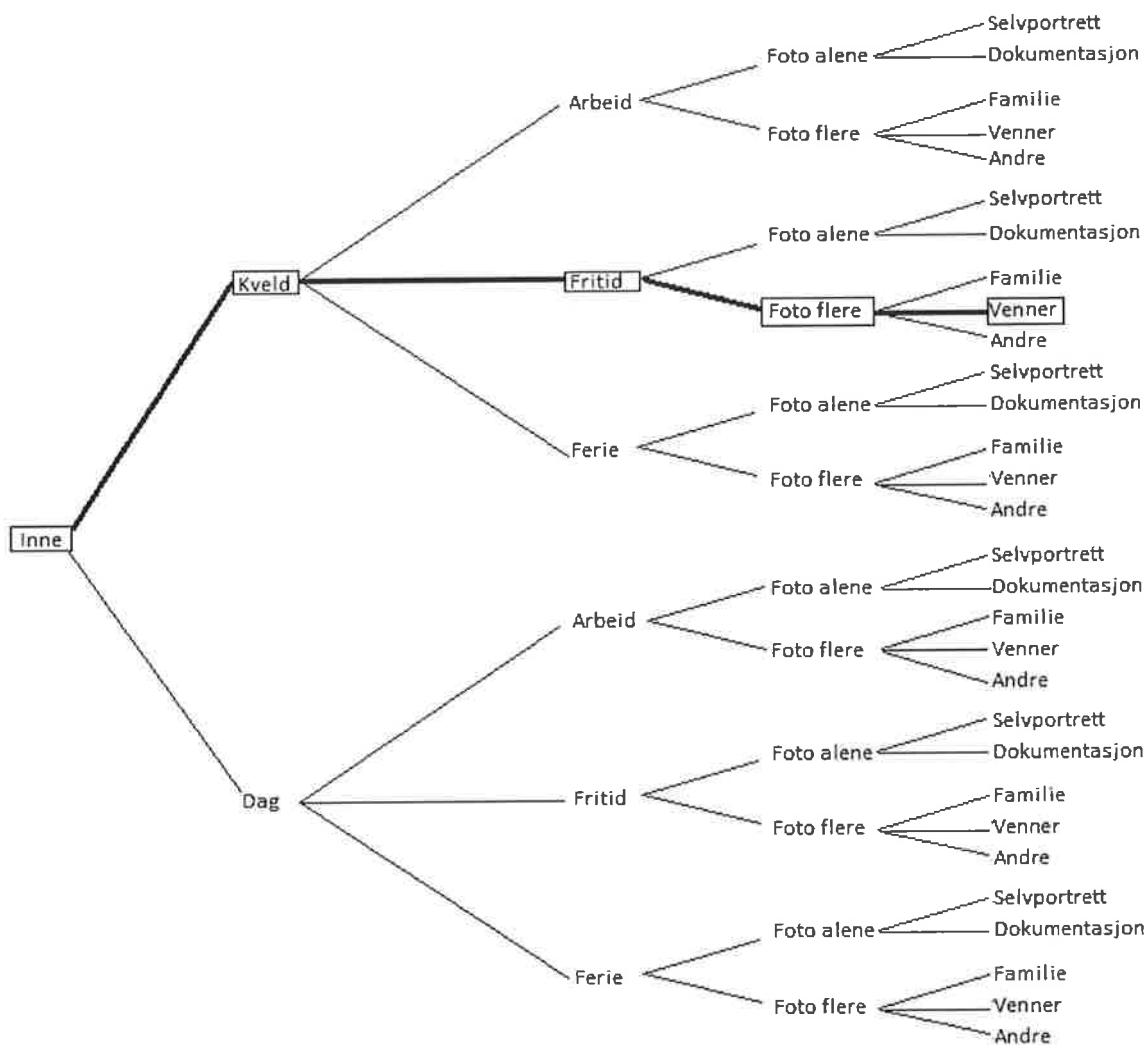 Selvportrett
Foto alene
Dokumentasjon
Arbeid
Familie
Foto flere
Venner
Andre
Selvportrett
Foto alene
Dokumentasjon
Kveld
Fritid
Familie
Foto flere
Venner
Andre
Selvportrett
Foto alene
Dokumentasjon
Ferie
Familie
Foto flere
Venner
Andre
Inne
Selvportrett
Foto alene
Dokumentasjon
Arbeid
Familie
Foto flere
Venner
Andre
Selvportrett
Foto alene
Dokumentasjon
Dag
Fritid
Familie
Foto flere
Venner
Andre
Selvportrett
Foto alene
Dokumentasjon
Ferie
Familie
Foto flere
Venner
Andre